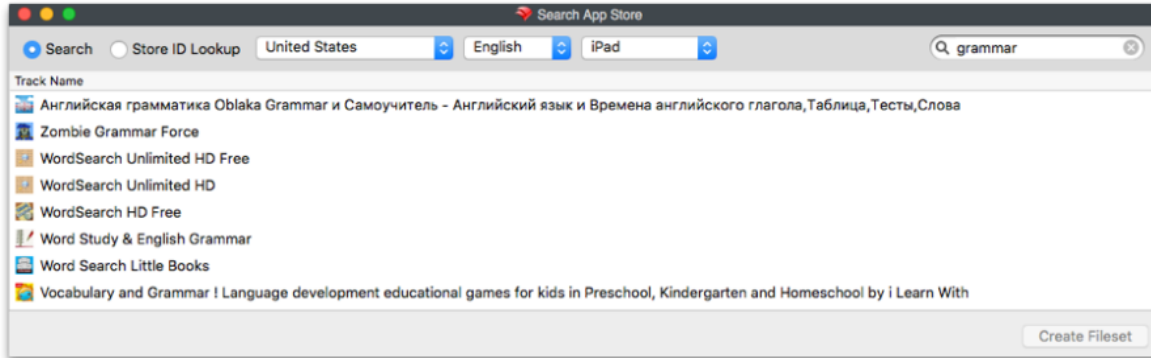 Search App Store
Search Store ID Lookup United States English iPad grammar
Track Name
Английская грамматика Oblaka Grammar и Самоучитель - Английский язык и Времена английского глагола,Таблица,Тесты,Слова
Zombie Grammar Force
WordSearch Unlimited HD Free
WordSearch Unlimited HD
WordSearch HD Free
Word Study & English Grammar
Word Search Little Books
Vocabulary and Grammar ! Language development educational games for kids in Preschool, Kindergarten and Homeschool by i Learn With
Create Fileset